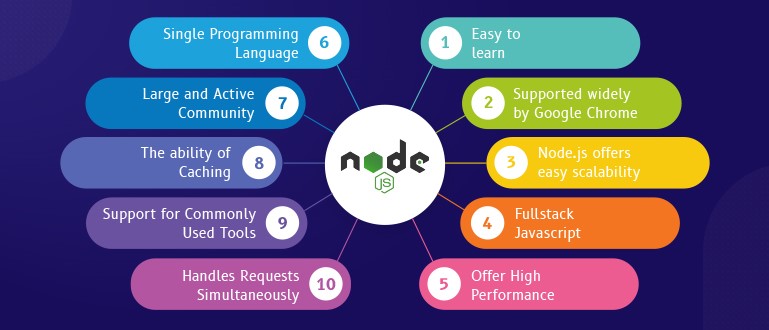 1
Easy to
learn
2
Supported widely
by Google Chrome
3
Node.js offers
easy scalability
4
Fullstack
Javascript
5
Offer High
Performance
6
Single Programming
Language
7
Large and Active
Community
8
The ability of
Caching
9
Support for Commonly
Used Tools
10
Handles Requests
Simultaneously
node
JS